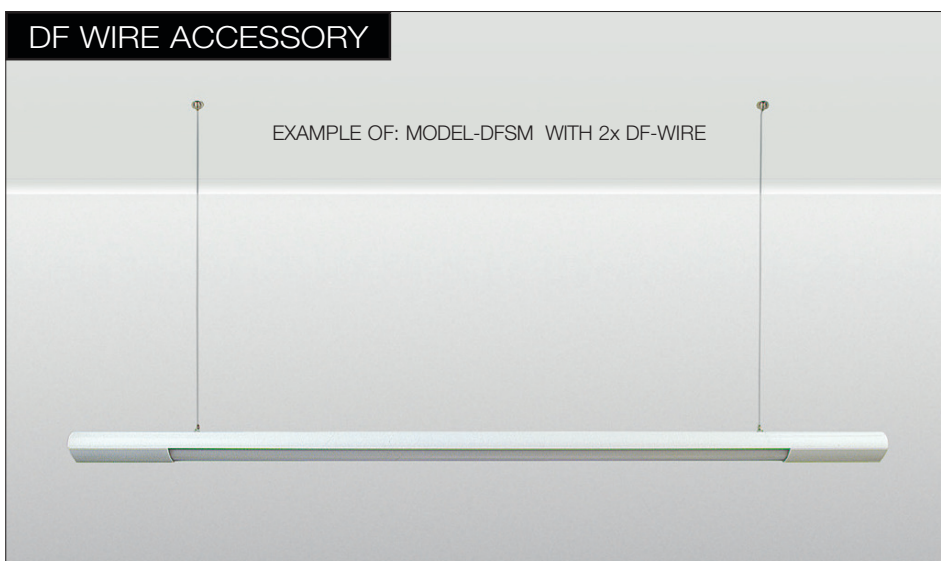 DF WIRE ACCESSORY
EXAMPLE OF: MODEL-DFSM WITH 2x DF-WIRE